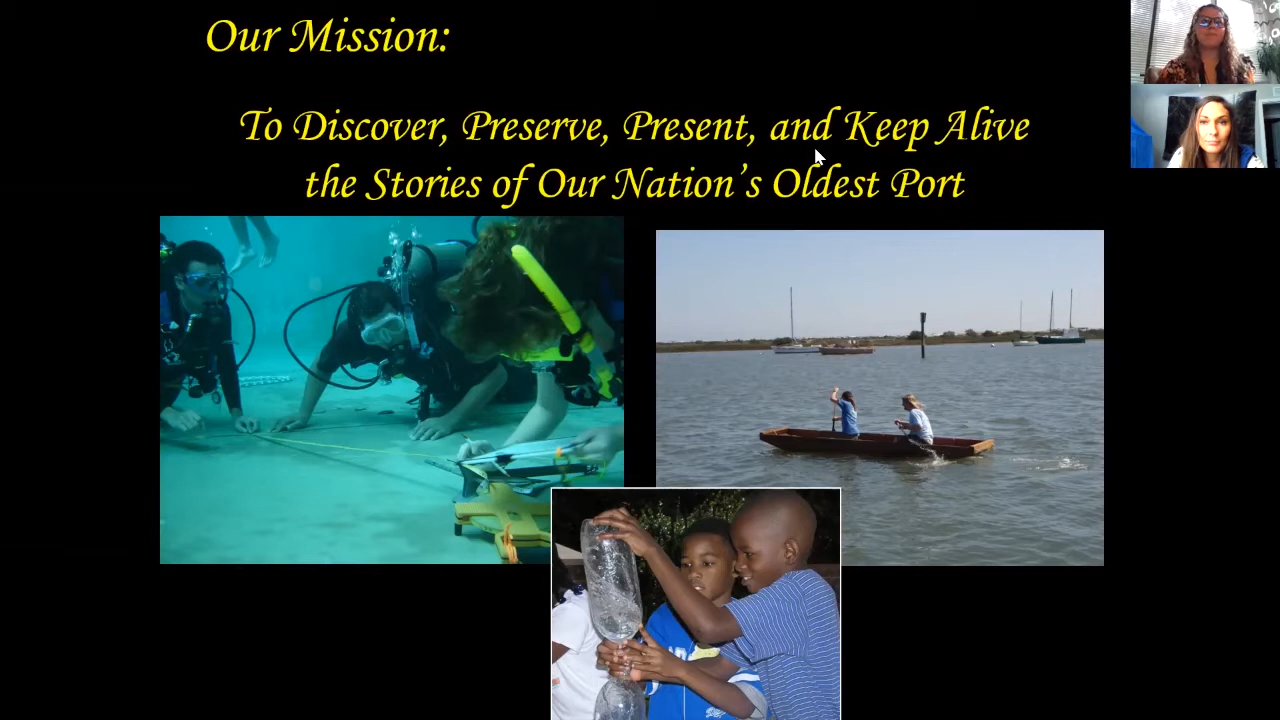 Our Mission:
To Discover, Preserve, Present, and Keep Alive
the Stories of Our Nation's Oldest Port